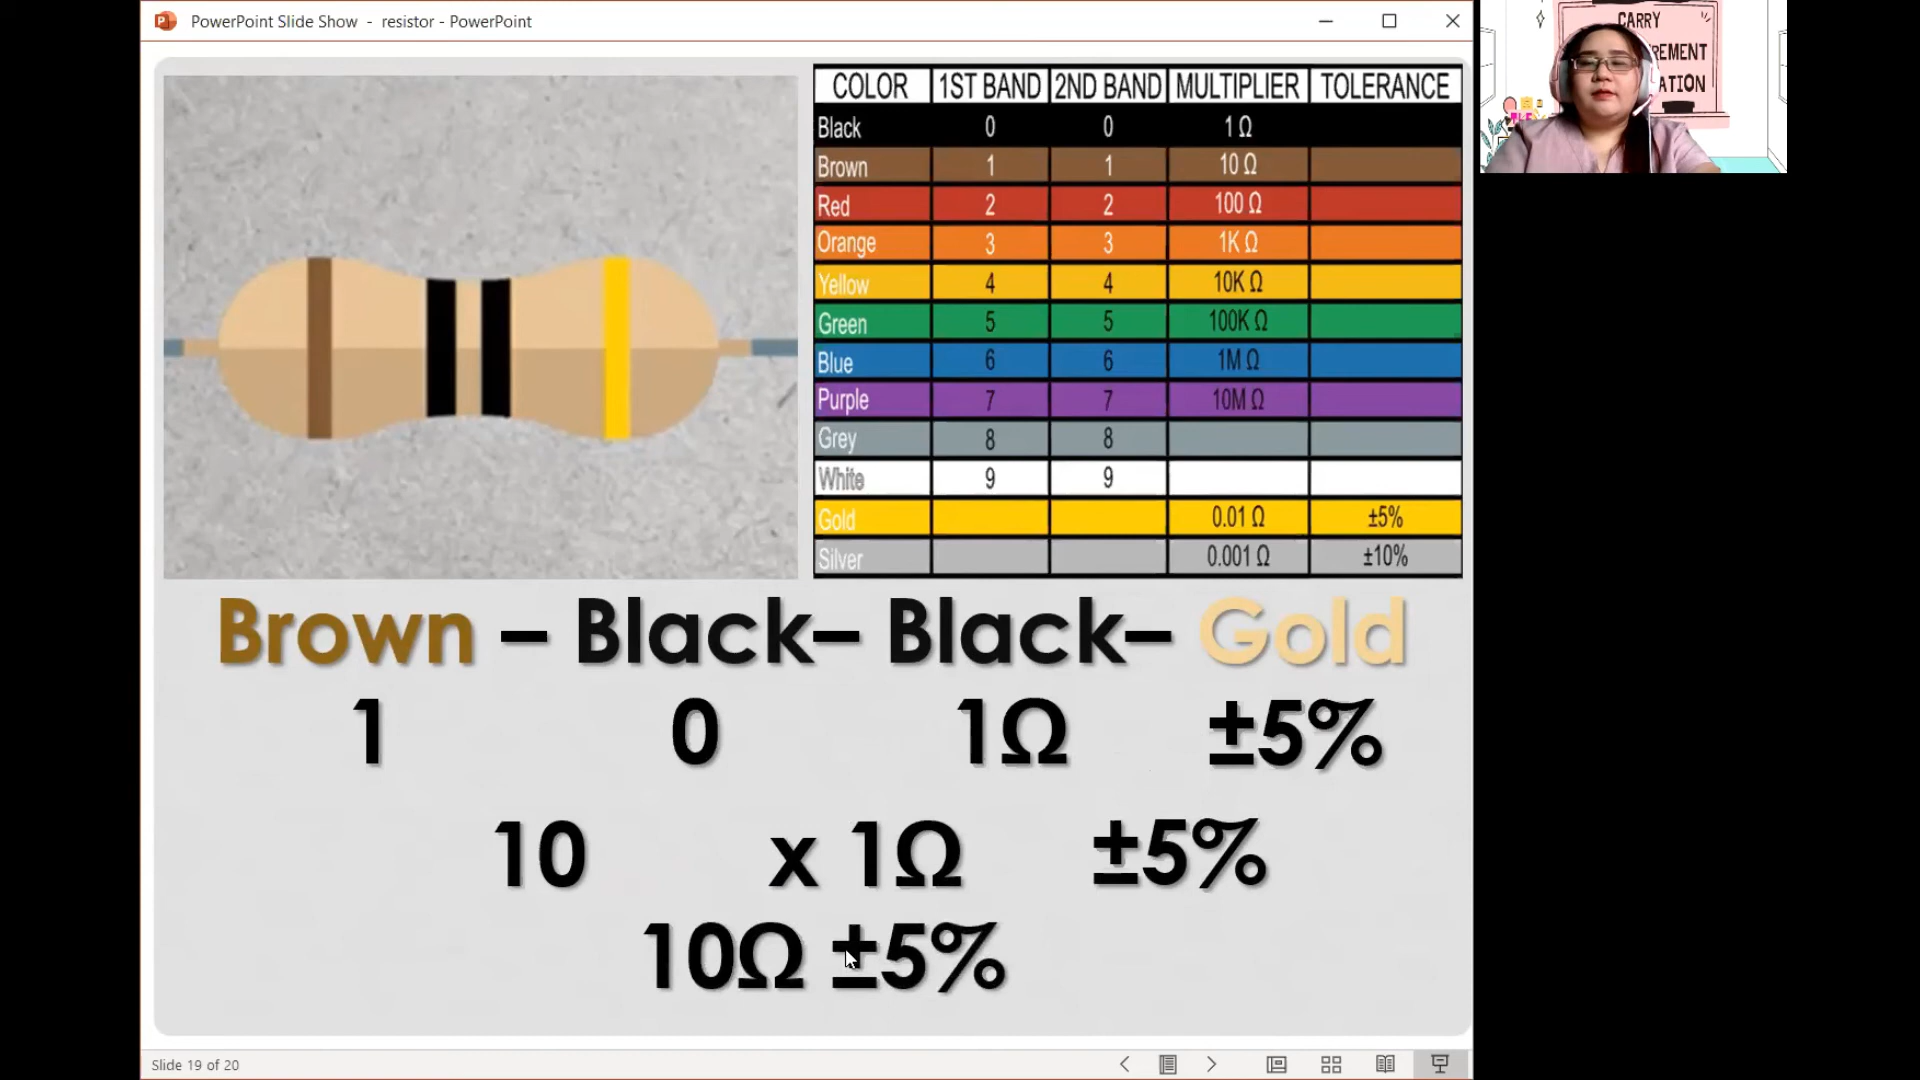 PowerPoint Slide Show - resistor - PowerPoint
COLOR 1ST BAND 2ND BAND MULTIPLIER TOLERANCE
Black 0 0 1 Ω
Brown 1 1 10 Ω
Red 2 2 100 Ω
Orange 3 3 1K Ω
Yellow 4 4 10K Ω
Green 5 5 100K Ω
Blue 6 6 1M Ω
Purple 7 7 10M Ω
Grey 8 8
White 9 9
Gold 0.01 Ω ±5%
Silver 0.001 Ω ±10%
Brown – Black– Black– Gold
1 0 1Ω ±5%
10 x 1Ω ±5%
10Ω ±5%
Slide 19 of 20
CARRY